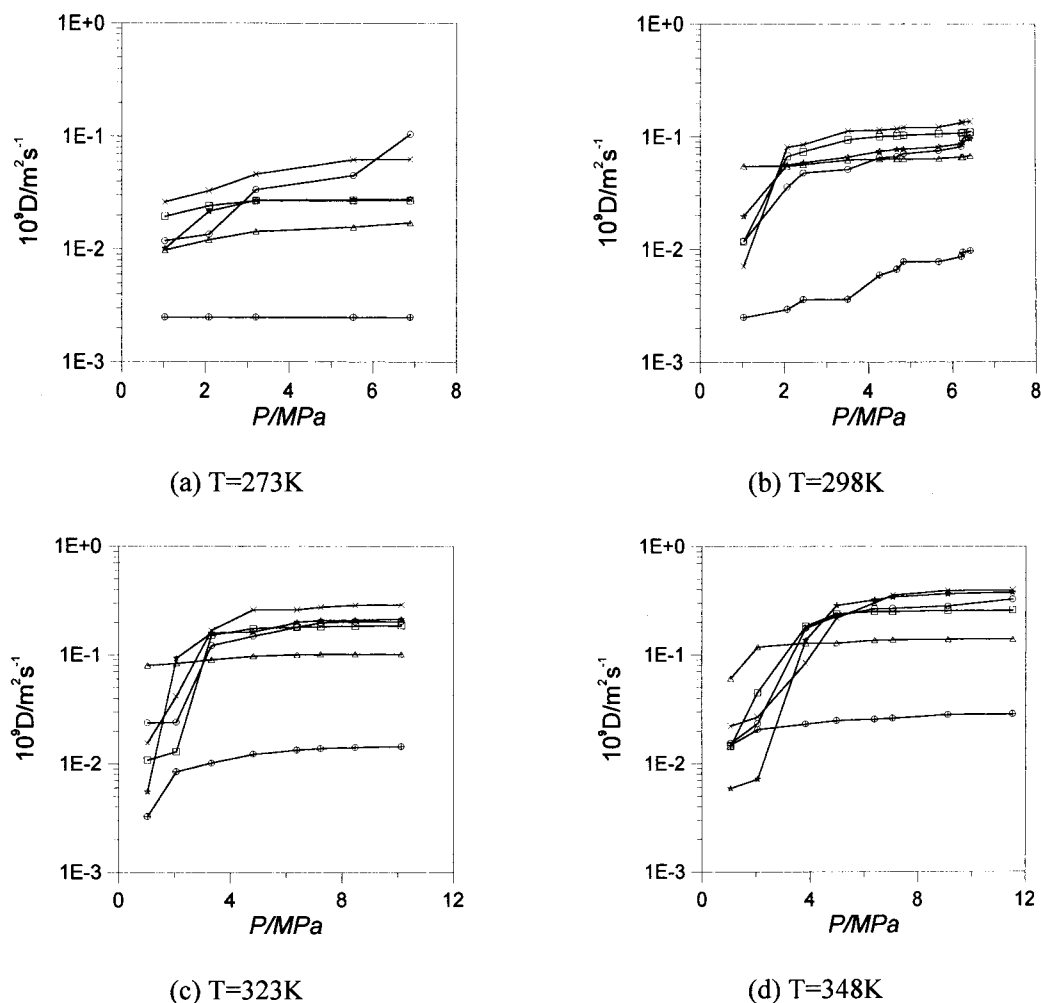 1E+0
1E-1
1E-2
1E-3
10⁹D/m²s⁻¹
0 2 4 6 8
P/MPa
(a) T=273K
1E+0
1E-1
1E-2
1E-3
10⁹D/m²s⁻¹
0 2 4 6 8
P/MPa
(b) T=298K
1E+0
1E-1
1E-2
1E-3
10⁹D/m²s⁻¹
0 4 8 12
P/MPa
(c) T=323K
1E+0
1E-1
1E-2
1E-3
10⁹D/m²s⁻¹
0 4 8 12
P/MPa
(d) T=348K